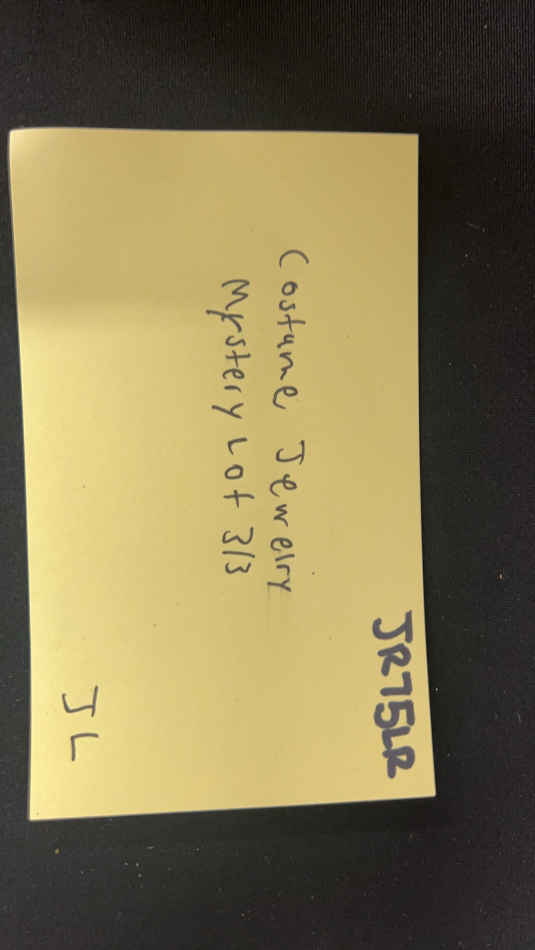 JR75LR
Costume Jewelry
Mystery Lot 3/3
JL